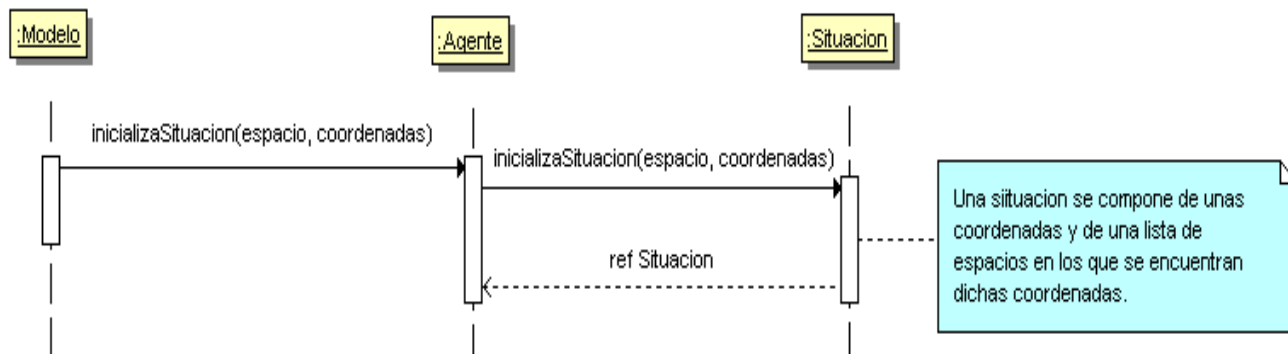 :Modelo
:Agente
:Situacion
inicializaSituacion(espacio, coordenadas)
inicializaSituacion(espacio, coordenadas)
ref Situacion
Una siituacion se compone de unas
coordenadas y de una lista de
espacios en los que se encuentran
dichas coordenadas.